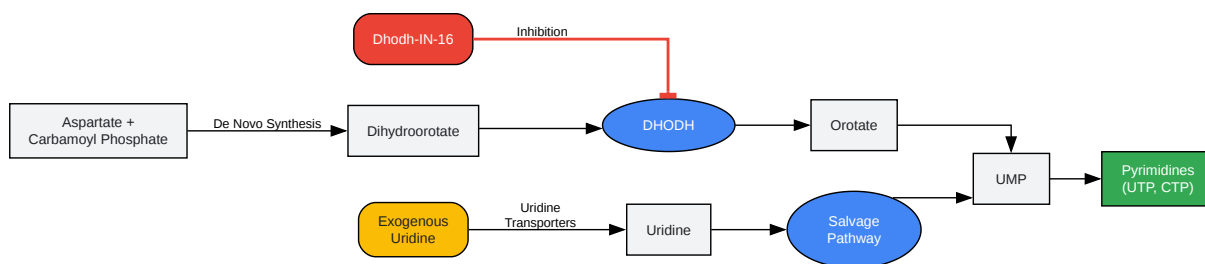 Dhodh-IN-16
Inhibition
Aspartate +
Carbamoyl Phosphate
De Novo Synthesis
Dihydroorotate
DHODH
Orotate
UMP
Pyrimidines
(UTP, CTP)
Exogenous
Uridine
Uridine
Transporters
Uridine
Salvage
Pathway